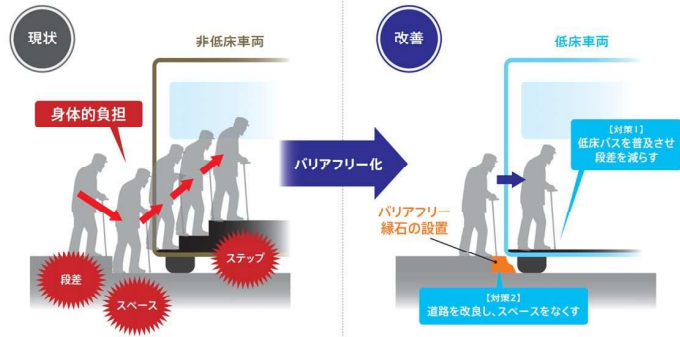 現状
非低床車両
身体的負担
段差
スペース
ステップ
バリアフリー化
改善
低床車両
【対策1】
低床バスを普及させ
段差を減らす
バリアフリー
縁石の設置
【対策2】
道路を改良し、スペースをなくす